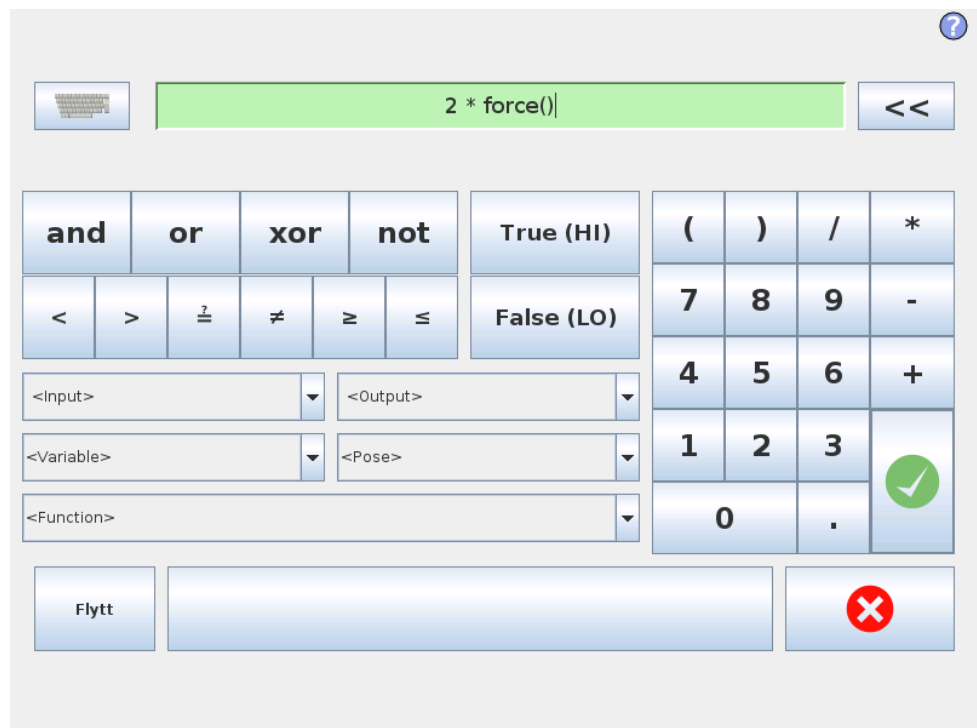 ?
2 * force()
<<
and or xor not True (HI) ( ) / *
< > ≟ ≠ ≥ ≤ False (LO) 7 8 9 -
<Input> <Output> 4 5 6 +
<Variable> <Pose> 1 2 3
<Function> 0 .
Flytt